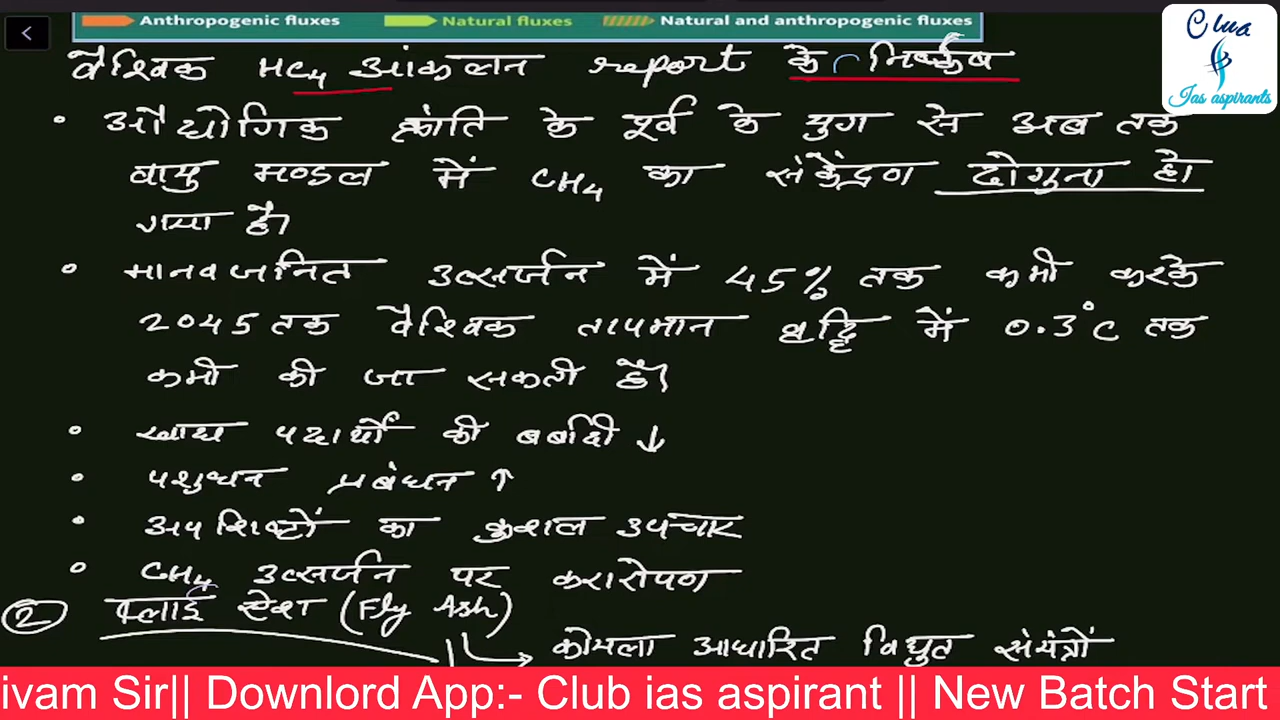 Anthropogenic fluxes Natural fluxes Natural and anthropogenic fluxes
Club
Ias aspirants
वैश्विक HC4 आंकलन report के निष्कर्ष
• औद्योगिक क्रांति के पूर्व के युग से अब तक
वायु मण्डल में CH4 का संकेंद्रण दोगुना हो
गया है।
• मानवजनित उत्सर्जन में 45% तक कमी करके
2045 तक वैश्विक तापमान वृद्धि में 0.3°C तक
कमी की जा सकती है।
• खाद्य पदार्थों की बर्बादी ↓
• पशुधन प्रबंधन ↑
• अपशिष्टों का कुशल उपचार
• CH4 उत्सर्जन पर करारोपण
② फ्लाई ऐश (Fly Ash)
कोयला आधारित विद्युत संयंत्रों
ivam Sir|| Downlord App:- Club ias aspirant || New Batch Start